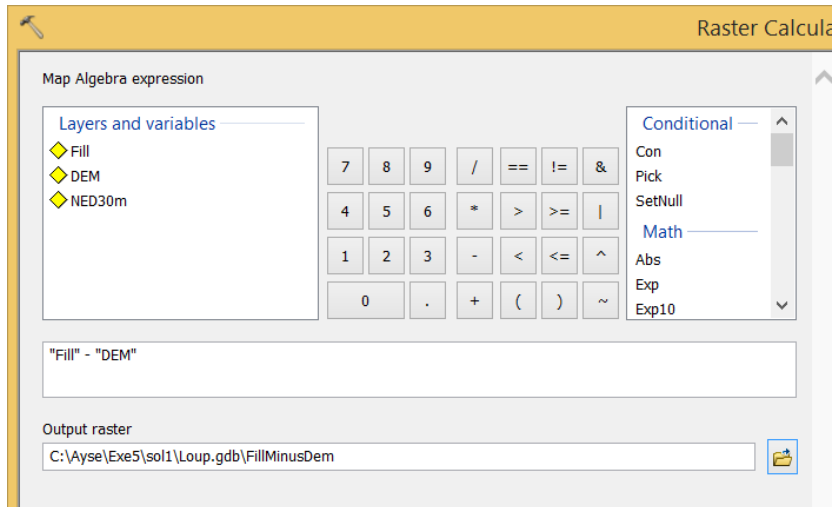 Raster Calcula
Map Algebra expression
Layers and variables
Fill
DEM
NED30m
7 8 9 / == != &
4 5 6 * > >= |
1 2 3 - < <= ^
0 . + ( ) ~
Conditional
Con
Pick
SetNull
Math
Abs
Exp
Exp10
"Fill" - "DEM"
Output raster
C:\Ayse\Exe5\sol1\Loup.gdb\FillMinusDem